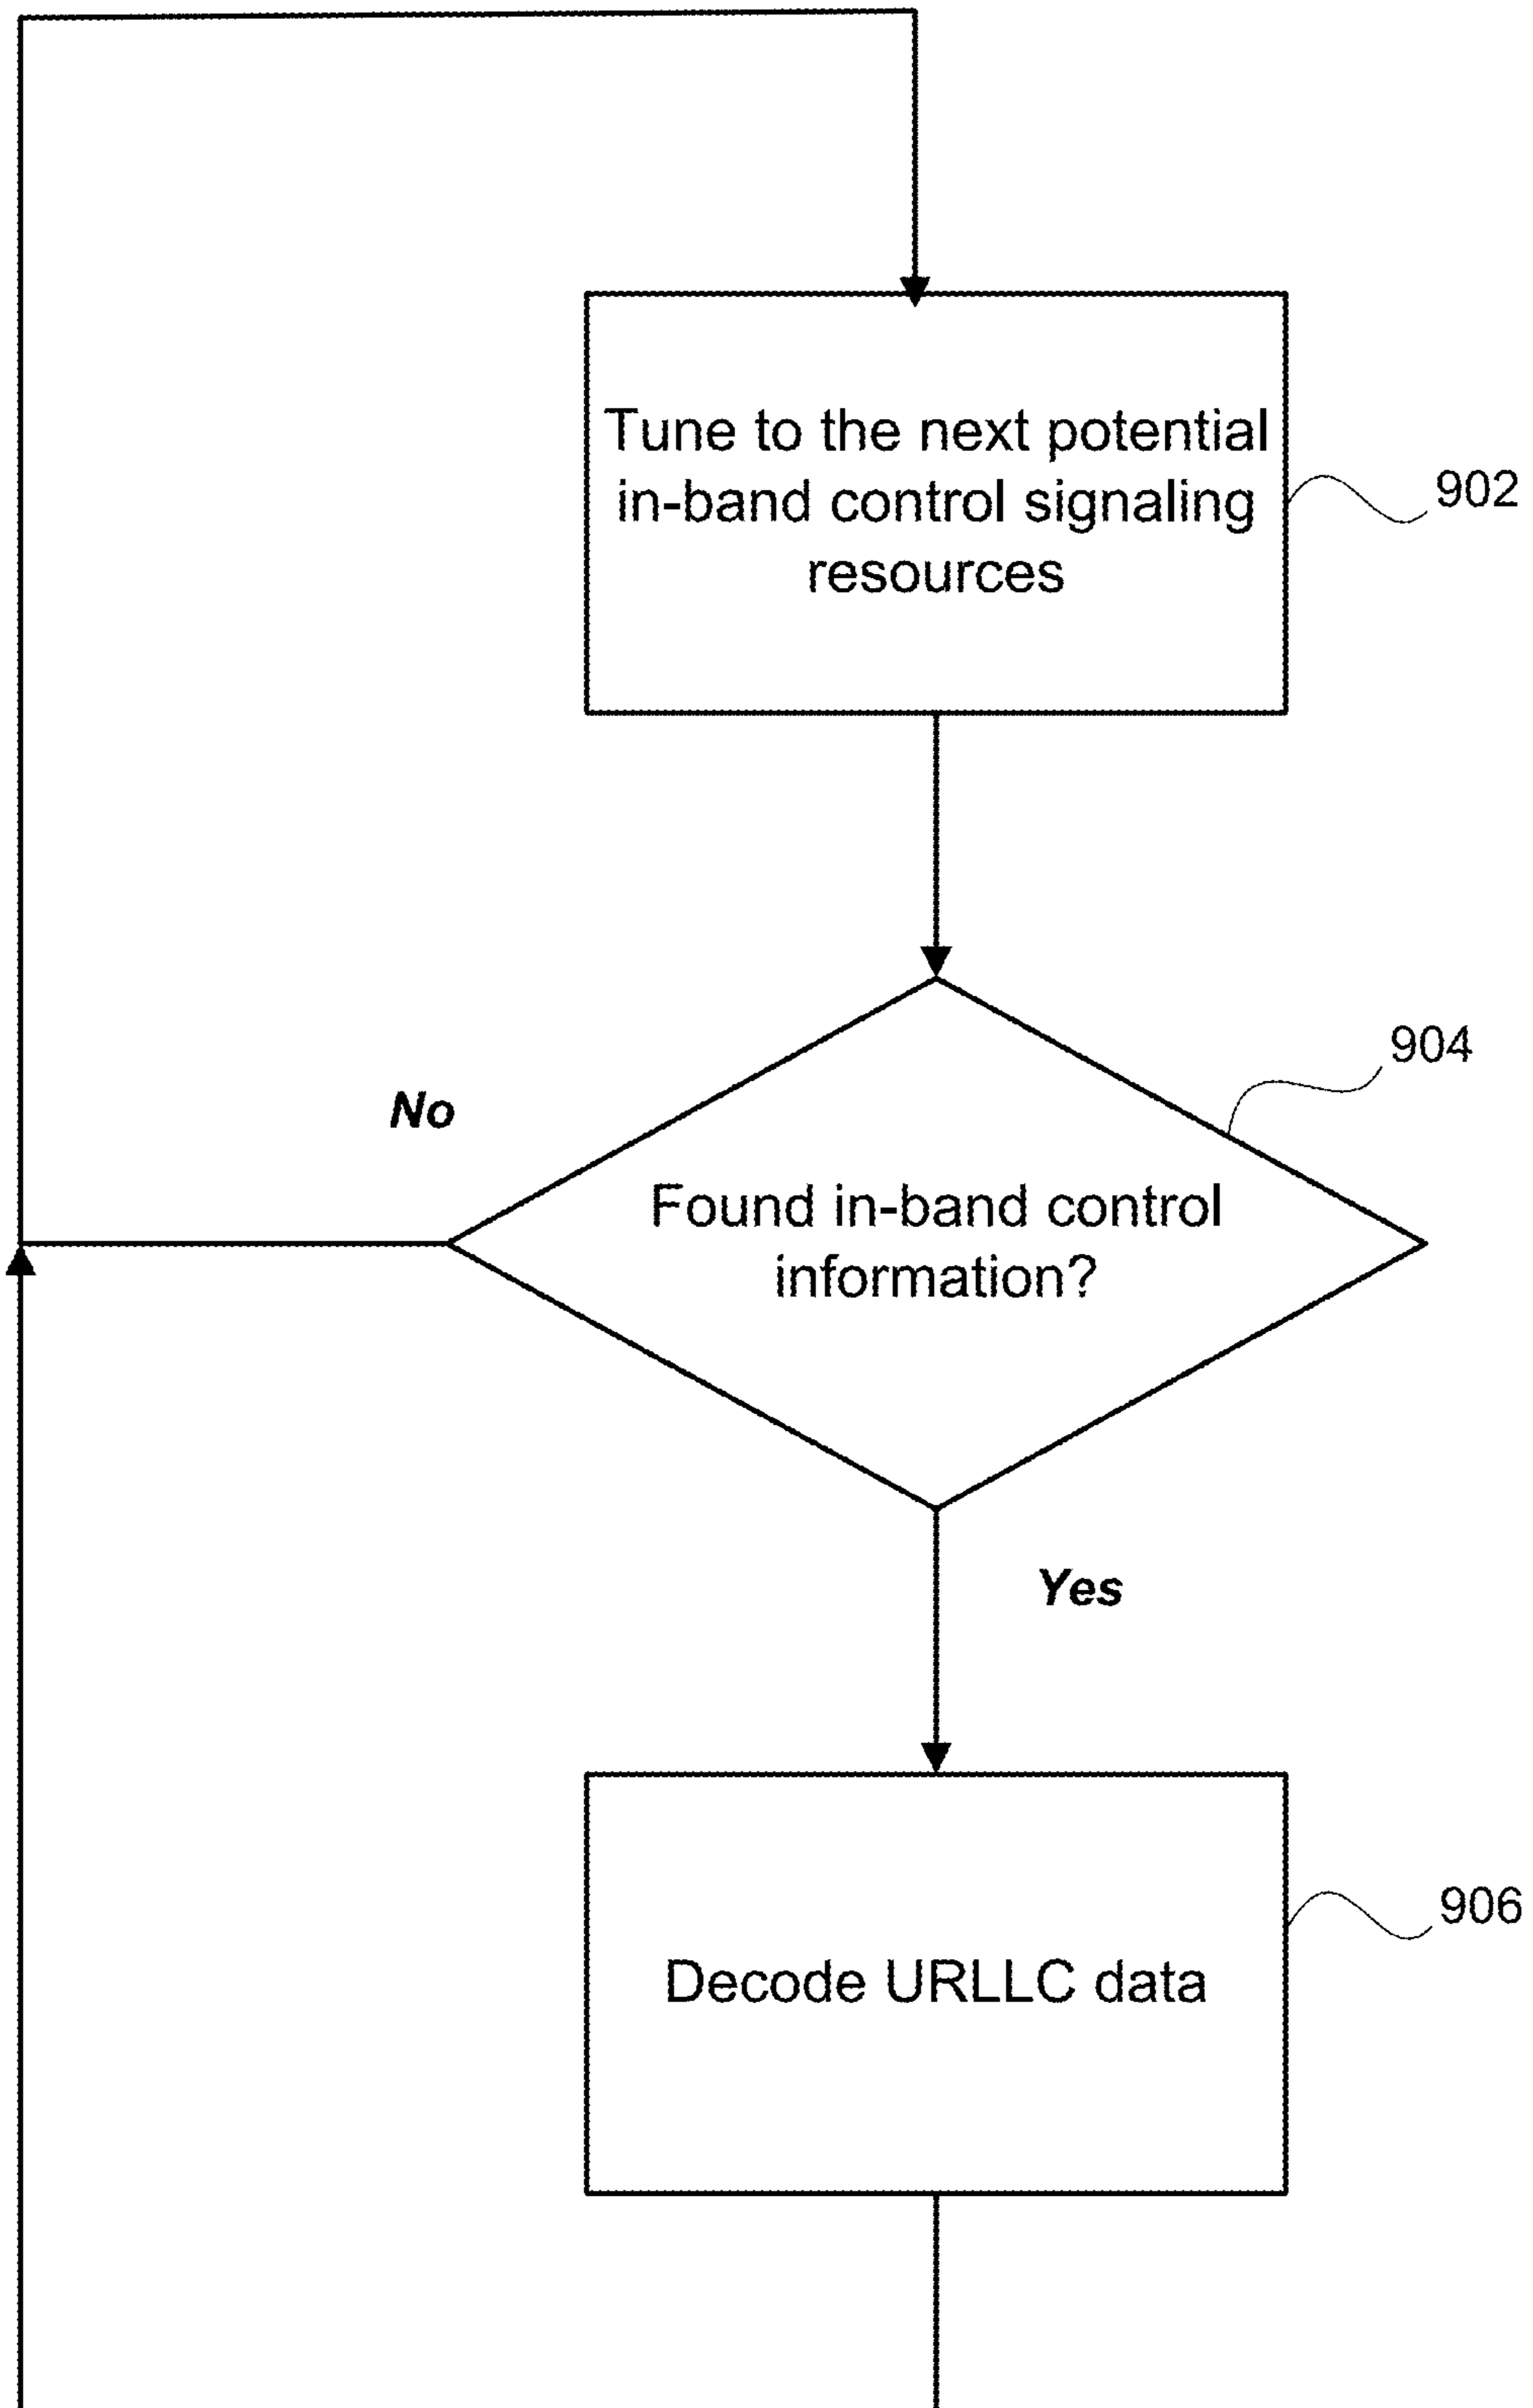 Tune to the next potential
in-band control signaling
resources
902
904
No
Found in-band control
information?
Yes
906
Decode URLLC data